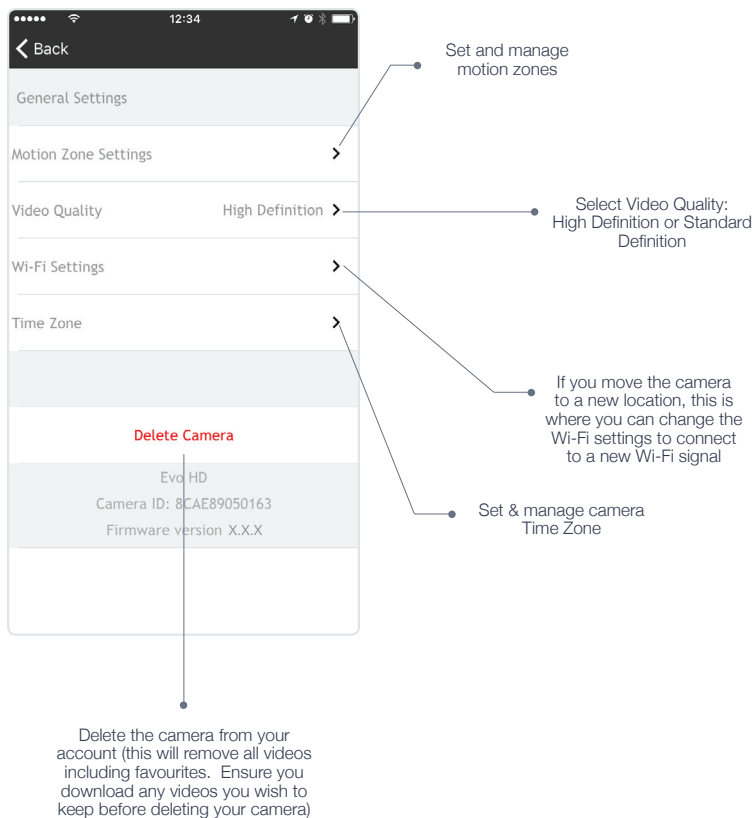 12:34
Back
General Settings
Motion Zone Settings
Video Quality High Definition
Wi-Fi Settings
Time Zone
Delete Camera
Evo HD
Camera ID: 8CAE89050163
Firmware version X.X.X
Set and manage
motion zones
Select Video Quality:
High Definition or Standard
Definition
If you move the camera
to a new location, this is
where you can change the
Wi-Fi settings to connect
to a new Wi-Fi signal
Set & manage camera
Time Zone
Delete the camera from your
account (this will remove all videos
including favourites. Ensure you
download any videos you wish to
keep before deleting your camera)